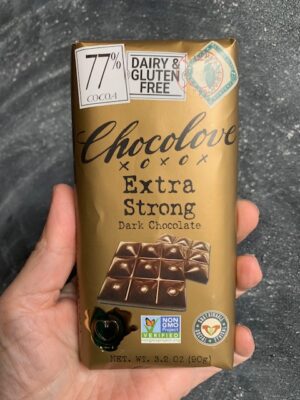 77%
COCOA
DAIRY &
GLUTEN
FREE
Chocolove
XOXOX
Extra
Strong
Dark Chocolate
NON
GMO
Project
VERIFIED
NET. WT. 3.2 OZ (90g)